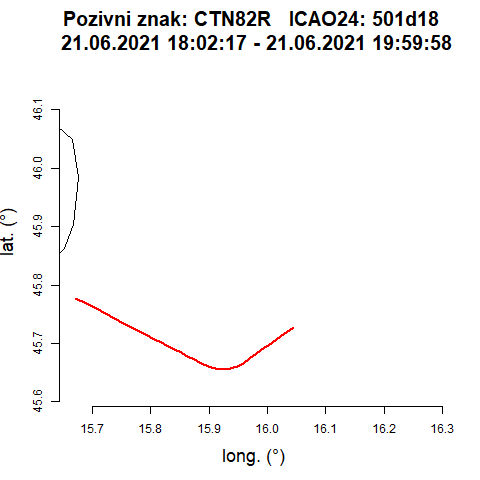 Pozivni znak: CTN82R   ICAO24: 501d18
21.06.2021 18:02:17 - 21.06.2021 19:59:58
46.1
46.0
45.9
45.8
45.7
45.6
lat. (°)
15.7 15.8 15.9 16.0 16.1 16.2 16.3
long. (°)